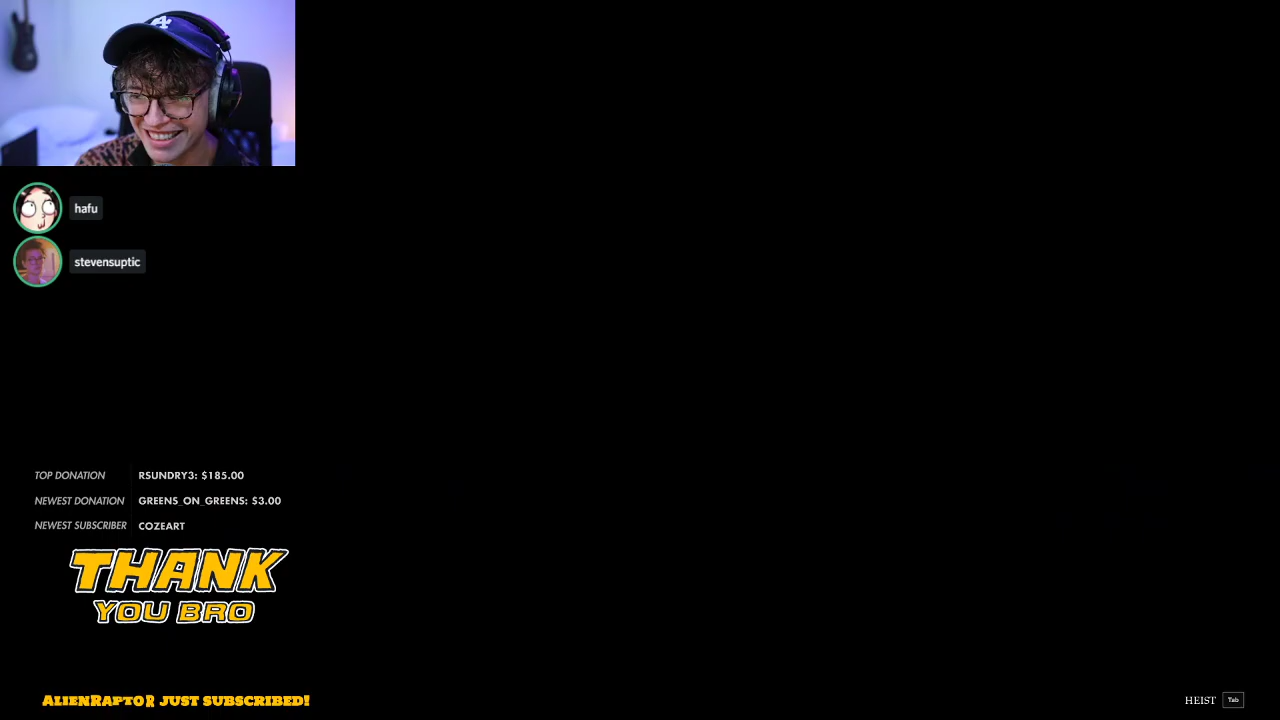 hafu
stevensuptic
TOP DONATION RSUNDRY3: $185.00
NEWEST DONATION GREENS_ON_GREENS: $3.00
NEWEST SUBSCRIBER COZEART
THANK
YOU BRO
ALIENRAPTOR JUST SUBSCRIBED!
HEIST Tab